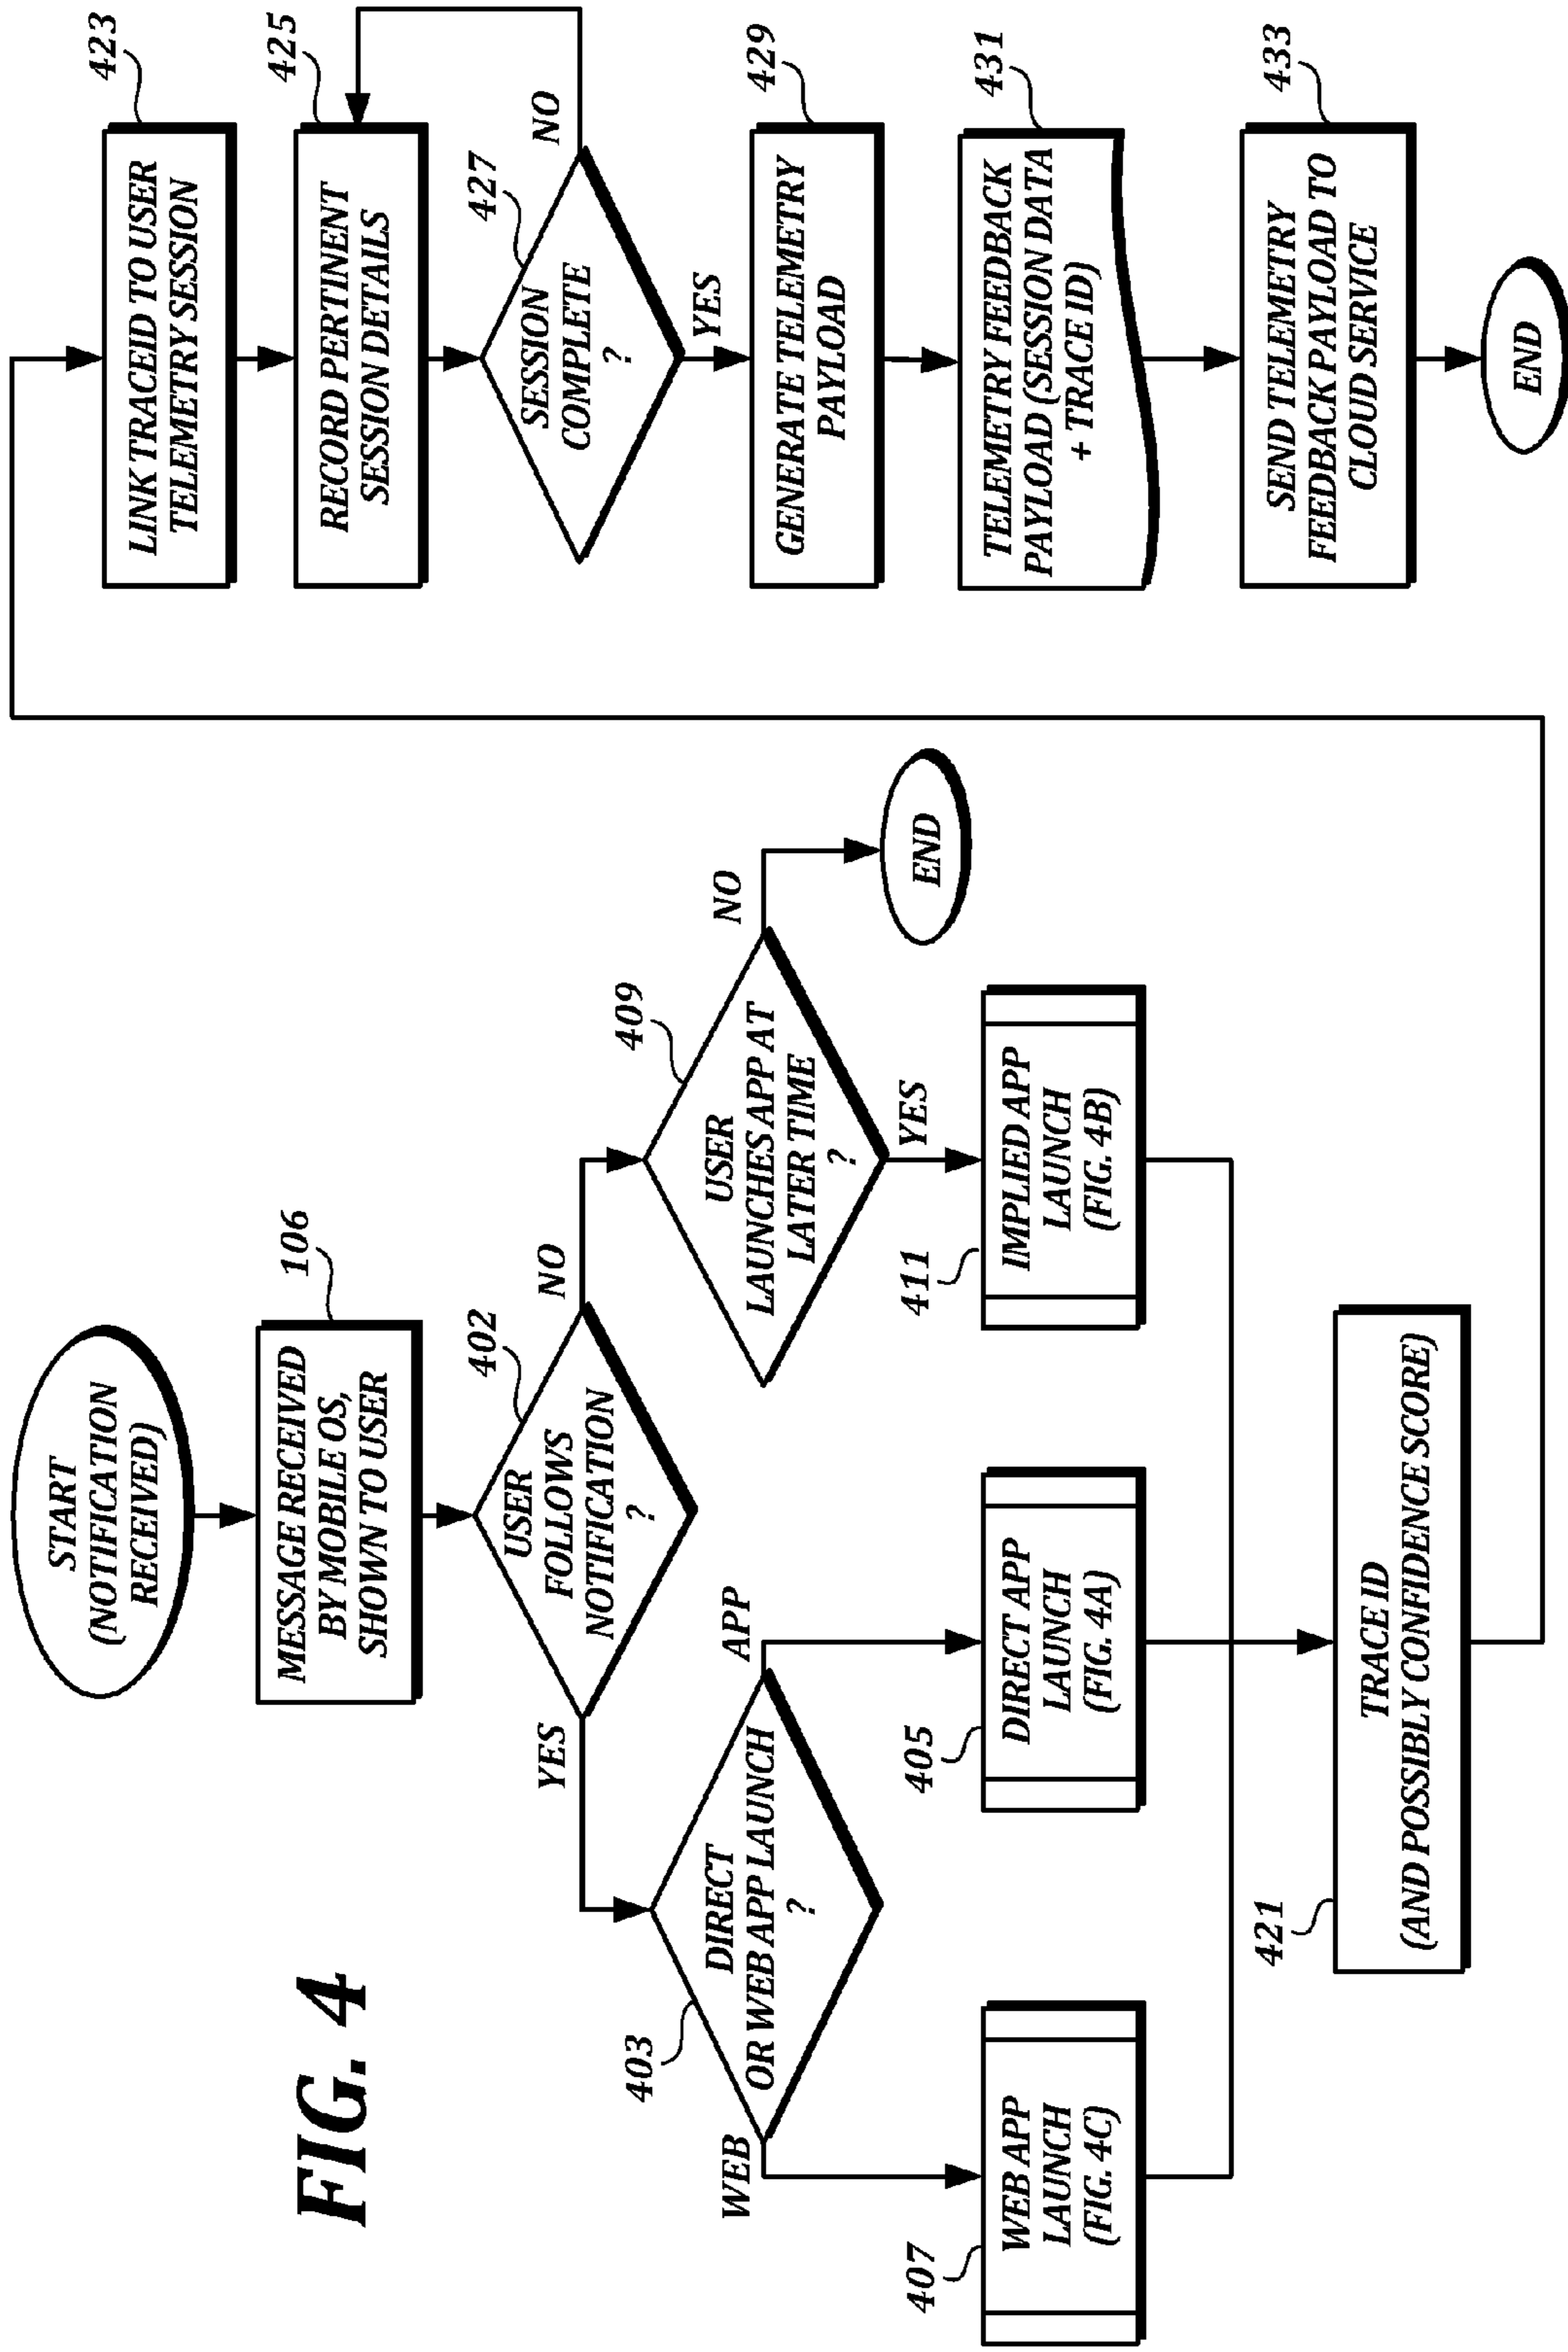 FIG. 4
START
(NOTIFICATION
RECEIVED)
106
MESSAGE RECEIVED
BY MOBILE OS,
SHOWN TO USER
402
USER
FOLLOWS
NOTIFICATION
?
YES
NO
403
DIRECT
OR WEB APP LAUNCH
?
WEB
APP
409
USER
LAUNCHES APP AT
LATER TIME
?
NO
YES
END
407
WEB APP
LAUNCH
(FIG. 4C)
405
DIRECT APP
LAUNCH
(FIG. 4A)
411
IMPLIED APP
LAUNCH
(FIG. 4B)
421
TRACE ID
(AND POSSIBLY CONFIDENCE SCORE)
423
LINK TRACEID TO USER
TELEMETRY SESSION
425
RECORD PERTINENT
SESSION DETAILS
427
SESSION
COMPLETE
?
NO
YES
429
GENERATE TELEMETRY
PAYLOAD
431
TELEMETRY FEEDBACK
PAYLOAD (SESSION DATA
+ TRACE ID)
433
SEND TELEMETRY
FEEDBACK PAYLOAD TO
CLOUD SERVICE
END